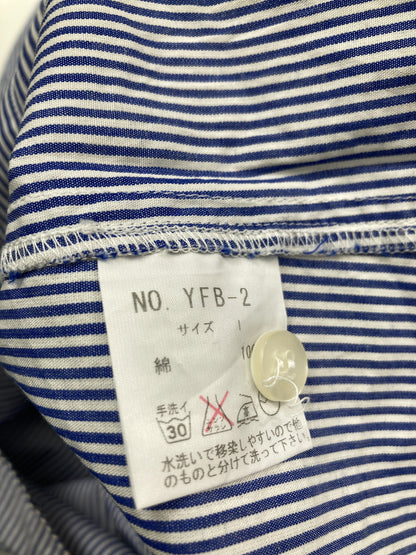 NO. YFB-2
サイズ 1
綿 10
手洗イ
30
水洗いで移染しやすいので他
のものと分けて洗って下さい。